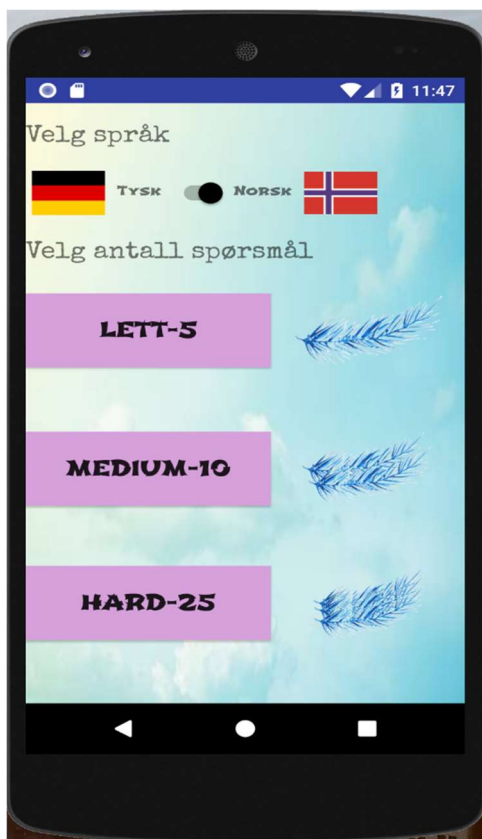 11:47
Velg språk
Tysk Norsk
Velg antall spørsmål
LETT-5
MEDIUM-10
HARD-25